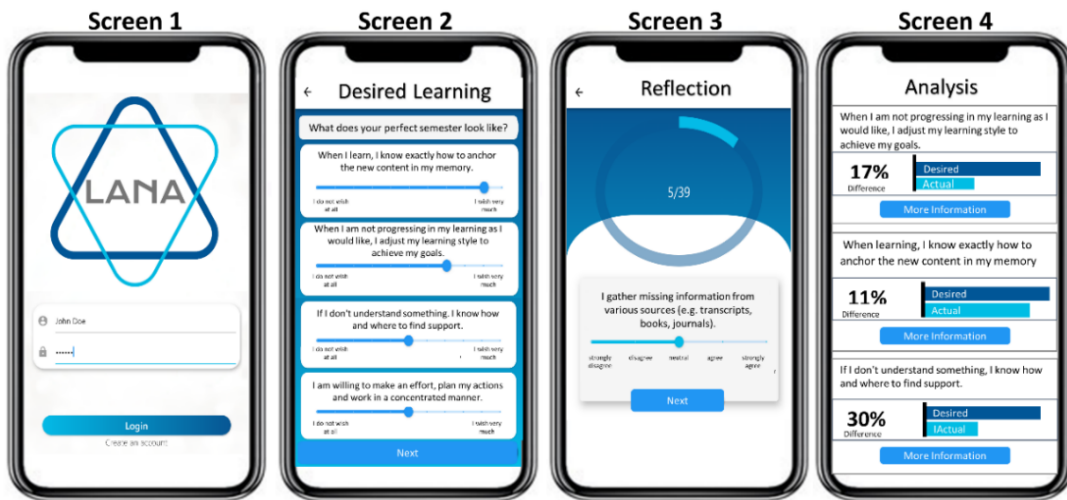 Screen 1
LANA
John Doe
Login
Create an account
Screen 2
Desired Learning
What does your perfect semester look like?
When I learn, I know exactly how to anchor
the new content in my memory.
I do not wish
at all
I wish very
much
When I am not progressing in my learning as I
would like, I adjust my learning style to
achieve my goals.
I do not wish
at all
I wish very
much
If I don't understand something. I know how
and where to find support.
I do not wish
at all
I wish very
much
I am willing to make an effort, plan my actions
and work in a concentrated manner.
I do not wish
at all
I wish very
much
Next
Screen 3
Reflection
5/39
I gather missing information from
various sources (e.g. transcripts,
books, journals).
strongly
disagree
disagree
neutral
agree
strongly
agree
Next
Screen 4
Analysis
When I am not progressing in my learning as I
would like, I adjust my learning style to
achieve my goals.
17%
Difference
Desired
Actual
More Information
When learning, I know exactly how to
anchor the new content in my memory
11%
Difference
Desired
Actual
More Information
If I don't understand something, I know how
and where to find support.
30%
Difference
Desired
IActual
More Information